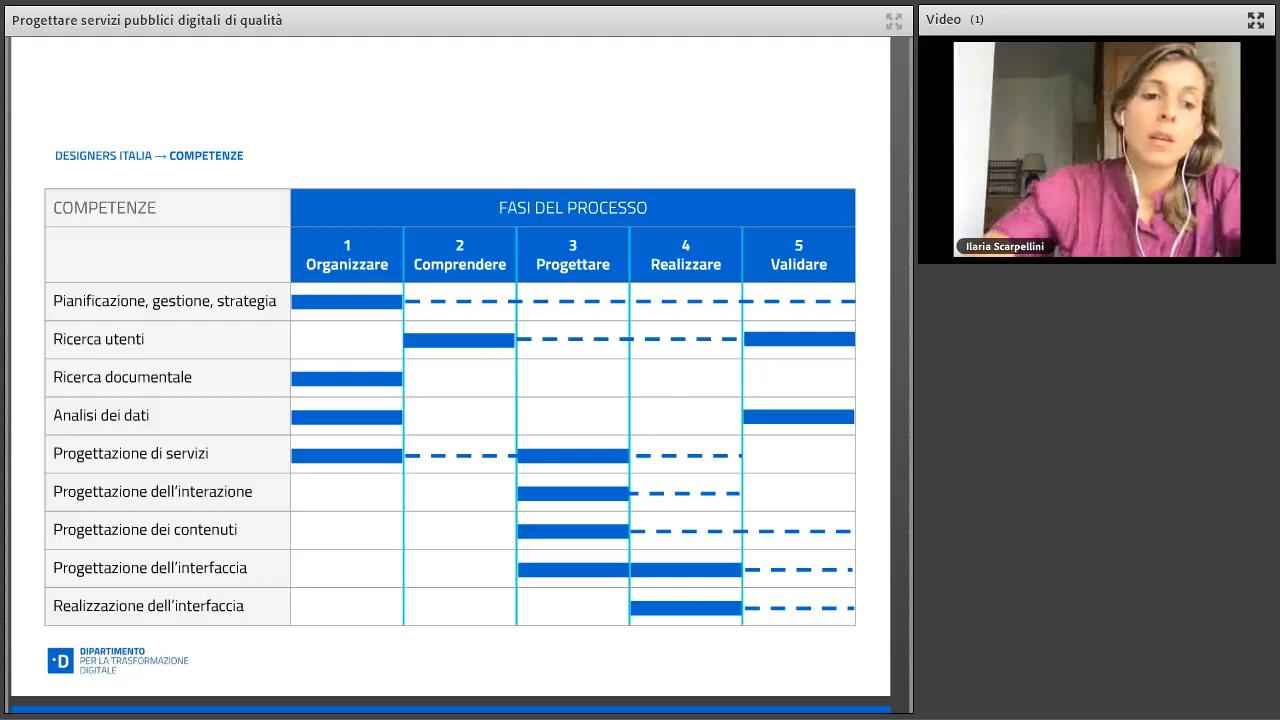 Progettare servizi pubblici digitali di qualità
Video (1)
Ilaria Scarpellini
DESIGNERS ITALIA → COMPETENZE
COMPETENZE
FASI DEL PROCESSO
1
Organizzare
2
Comprendere
3
Progettare
4
Realizzare
5
Validare
Pianificazione, gestione, strategia
Ricerca utenti
Ricerca documentale
Analisi dei dati
Progettazione di servizi
Progettazione dell'interazione
Progettazione dei contenuti
Progettazione dell'interfaccia
Realizzazione dell'interfaccia
·D
DIPARTIMENTO
PER LA TRASFORMAZIONE
DIGITALE